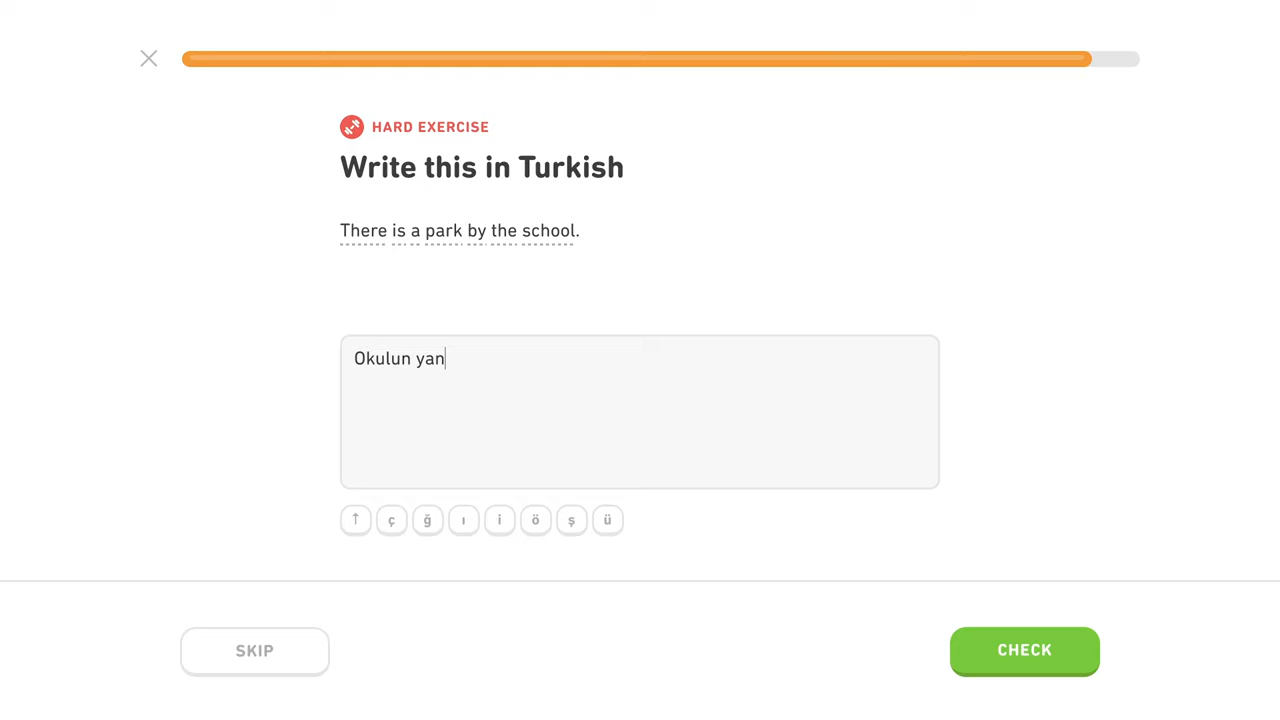 HARD EXERCISE
Write this in Turkish
There is a park by the school.
Okulun yan
↑ ç ğ ı i ö ş ü
SKIP
CHECK